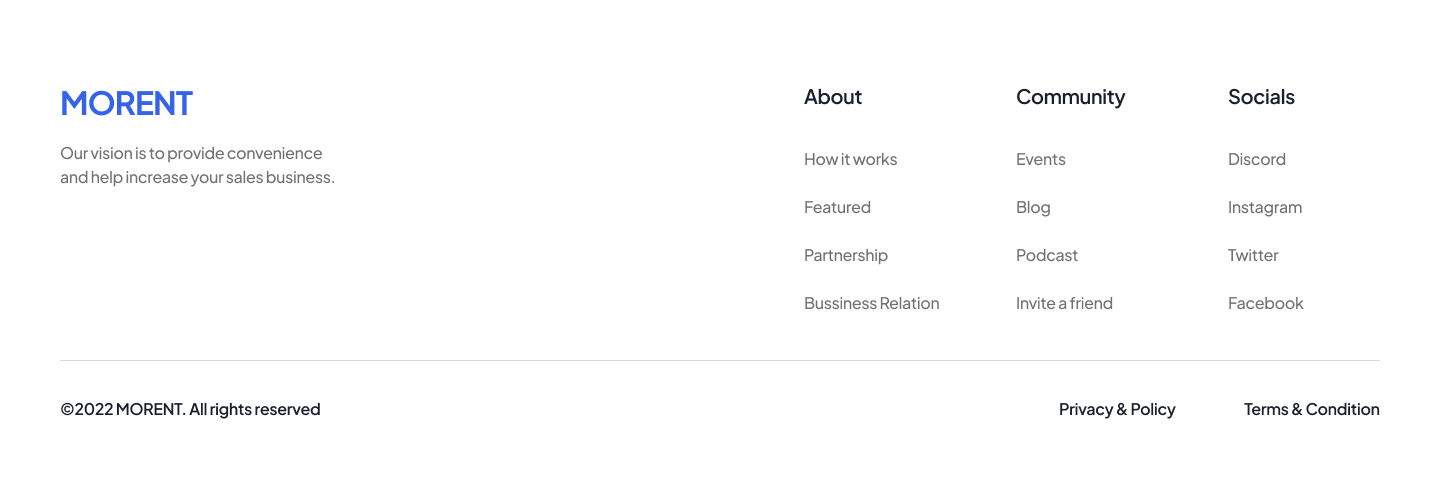 MORENT
Our vision is to provide convenience
and help increase your sales business.
About
How it works
Featured
Partnership
Bussiness Relation
Community
Events
Blog
Podcast
Invite a friend
Socials
Discord
Instagram
Twitter
Facebook
©2022 MORENT. All rights reserved
Privacy & Policy
Terms & Condition